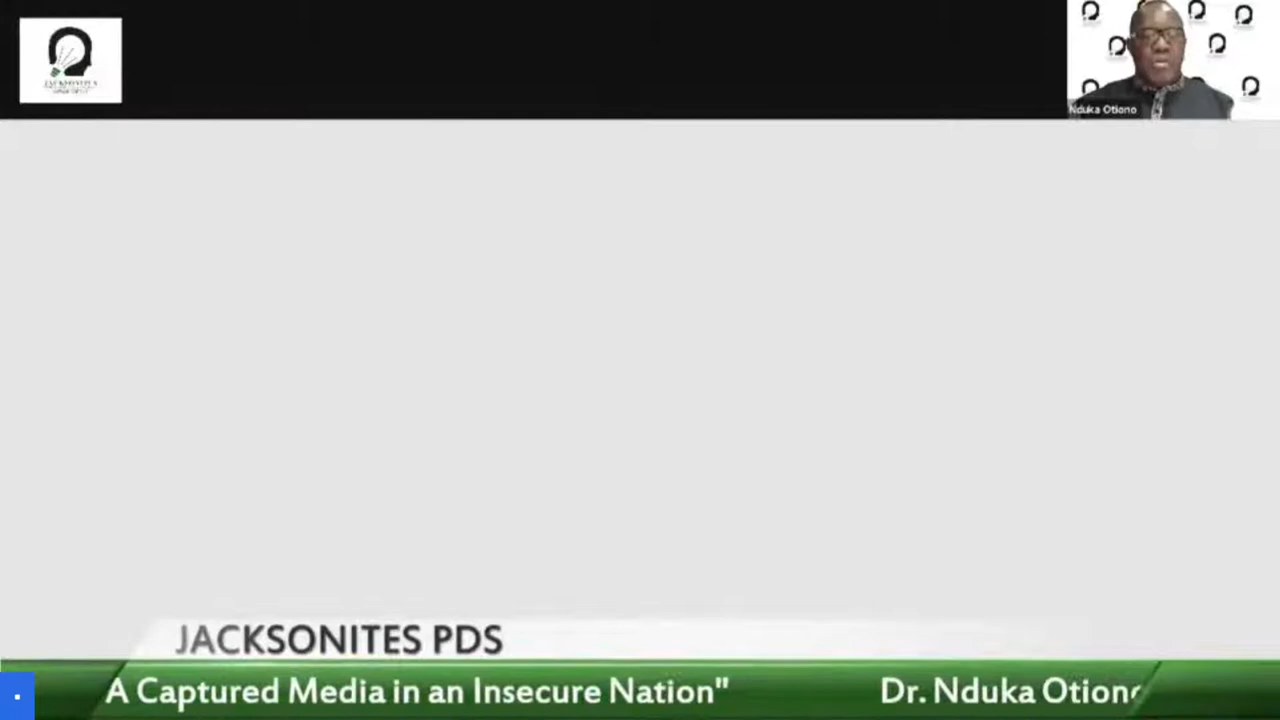 Nduka Otiono
JACKSONITES PDS
A Captured Media in an Insecure Nation" Dr. Nduka Otiono